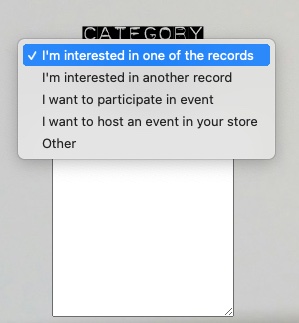 CATEGORY
✓ I'm interested in one of the records
I'm interested in another record
I want to participate in event
I want to host an event in your store
Other